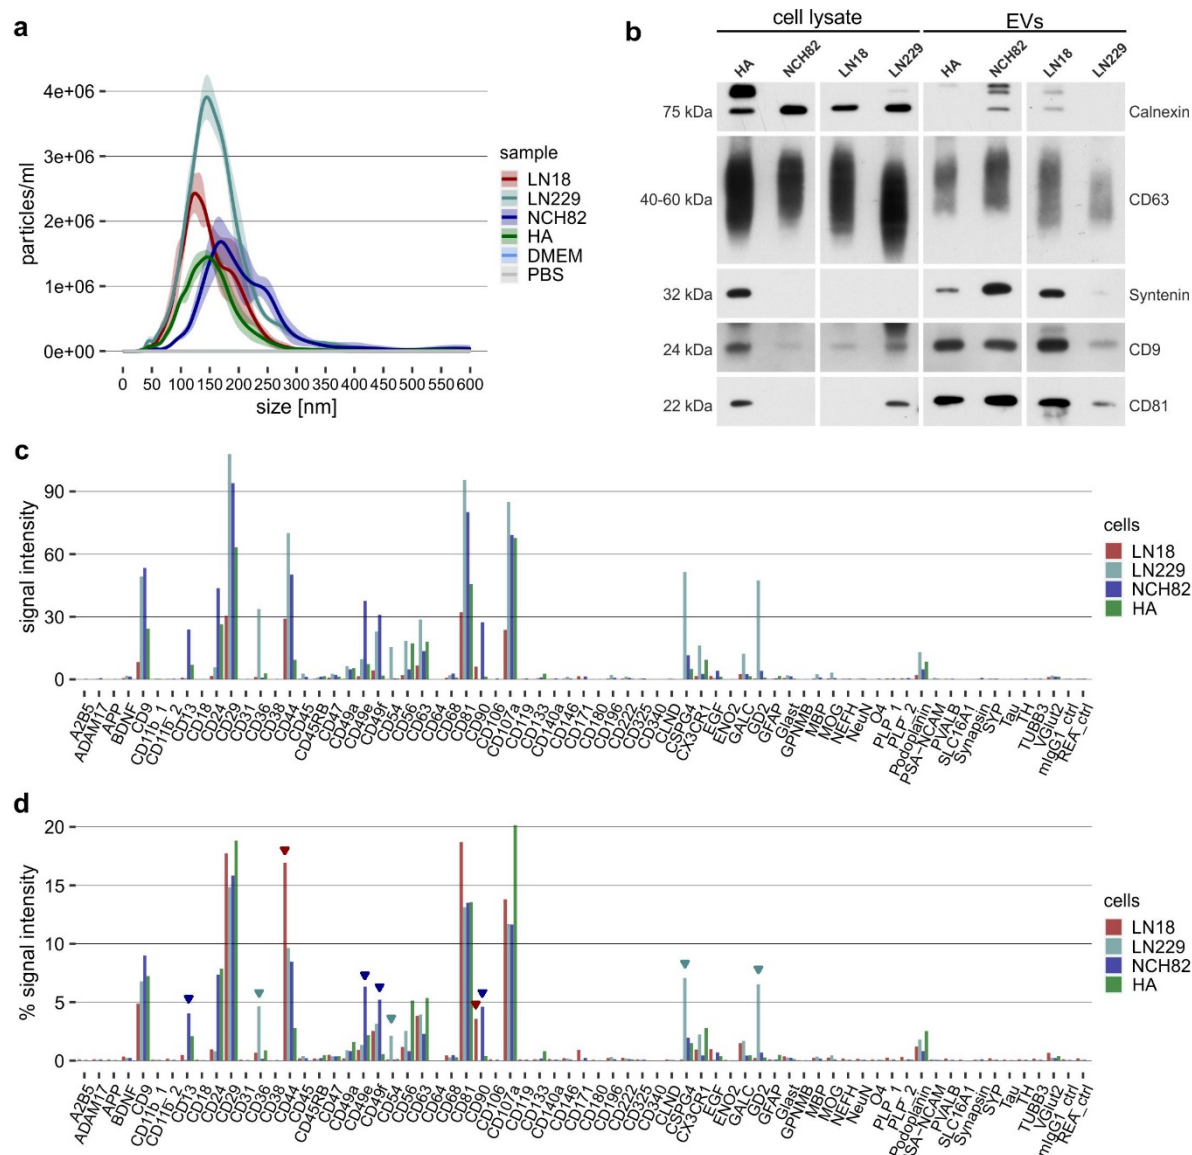 a
particles/ml
4e+06
3e+06
2e+06
1e+06
0e+00
0 50 100 150 200 250 300 350 400 450 500 550 600
size [nm]
sample
LN18
LN229
NCH82
HA
DMEM
PBS
b
cell lysate EVs
HA NCH82 LN18 LN229 HA NCH82 LN18 LN229
75 kDa Calnexin
40-60 kDa CD63
32 kDa Syntenin
24 kDa CD9
22 kDa CD81
c
signal intensity
90
60
30
0
A2B5 ADAM17 APP BDNF CD9 CD11b_1 CD11b_2 CD13 CD18 CD24 CD29 CD31 CD36 CD38 CD44 CD45 CD45RB CD47 CD49a CD49e CD49f CD54 CD56 CD63 CD64 CD68 CD81 CD90 CD106 CD107a CD119 CD133 CD140a CD146 CD171 CD180 CD196 CD222 CD325 CD340 CLND CSPG4 CX3CR1 EGF ENO2 GALC GD2 GFAP Glast GPNMB MBP MOG NEFH NeuN O4 PLP_1 PLP_2 Podoplanin PSA-NCAM PVALB SLC16A1 Synapsin SYP Tau TH TUBB3 VGlut2 mIgG1_ctrl REA_ctrl
cells
LN18
LN229
NCH82
HA
d
% signal intensity
20
15
10
5
0
A2B5 ADAM17 APP BDNF CD9 CD11b_1 CD11b_2 CD13 CD18 CD24 CD29 CD31 CD36 CD38 CD44 CD45 CD45RB CD47 CD49a CD49e CD49f CD54 CD56 CD63 CD64 CD68 CD81 CD90 CD106 CD107a CD119 CD133 CD140a CD146 CD171 CD180 CD196 CD222 CD325 CD340 CLND CSPG4 CX3CR1 EGF ENO2 GALC GD2 GFAP Glast GPNMB MBP MOG NEFH NeuN O4 PLP_1 PLP_2 Podoplanin PSA-NCAM PVALB SLC16A1 Synapsin SYP Tau TH TUBB3 VGlut2 mIgG1_ctrl REA_ctrl
cells
LN18
LN229
NCH82
HA